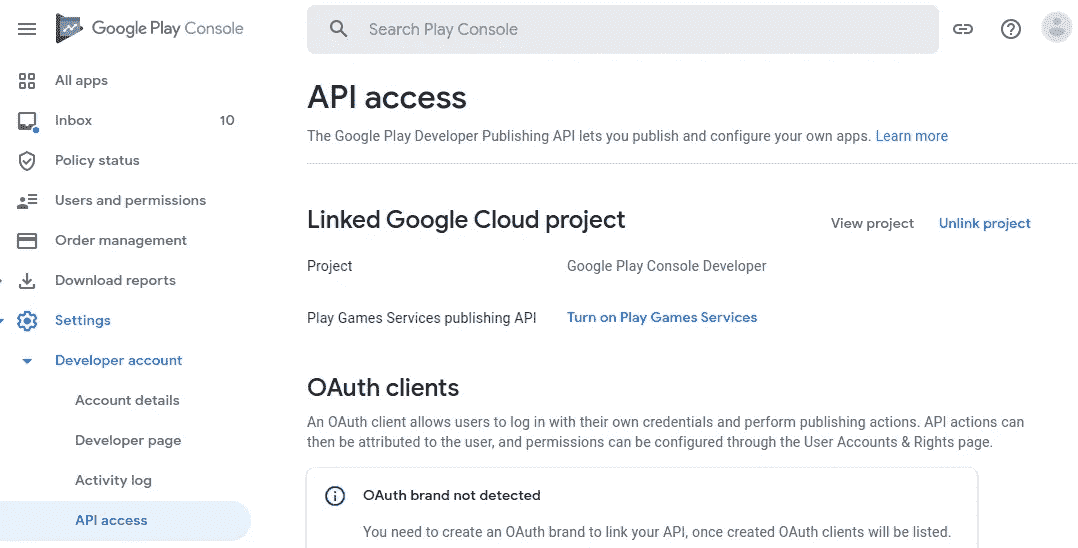 Google Play Console
Search Play Console
All apps
Inbox 10
Policy status
Users and permissions
Order management
Download reports
Settings
Developer account
Account details
Developer page
Activity log
API access
API access
The Google Play Developer Publishing API lets you publish and configure your own apps. Learn more
Linked Google Cloud project
View project Unlink project
Project Google Play Console Developer
Play Games Services publishing API Turn on Play Games Services
OAuth clients
An OAuth client allows users to log in with their own credentials and perform publishing actions. API actions can
then be attributed to the user, and permissions can be configured through the User Accounts & Rights page.
OAuth brand not detected
You need to create an OAuth brand to link your API, once created OAuth clients will be listed.